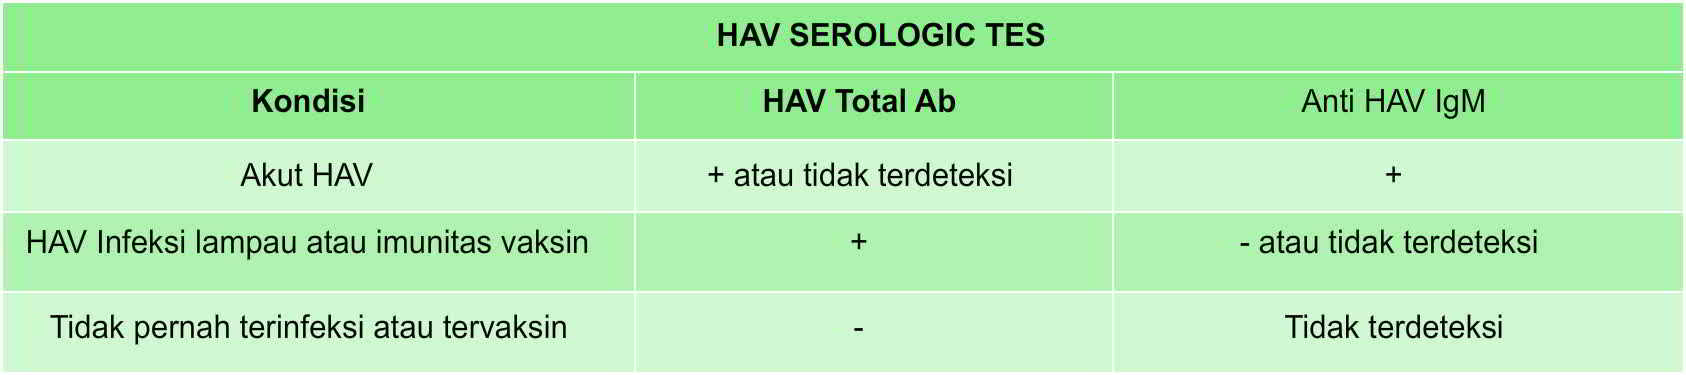 HAV SEROLOGIC TES
Kondisi HAV Total Ab Anti HAV IgM
Akut HAV + atau tidak terdeteksi +
HAV Infeksi lampau atau imunitas vaksin + - atau tidak terdeteksi
Tidak pernah terinfeksi atau tervaksin - Tidak terdeteksi